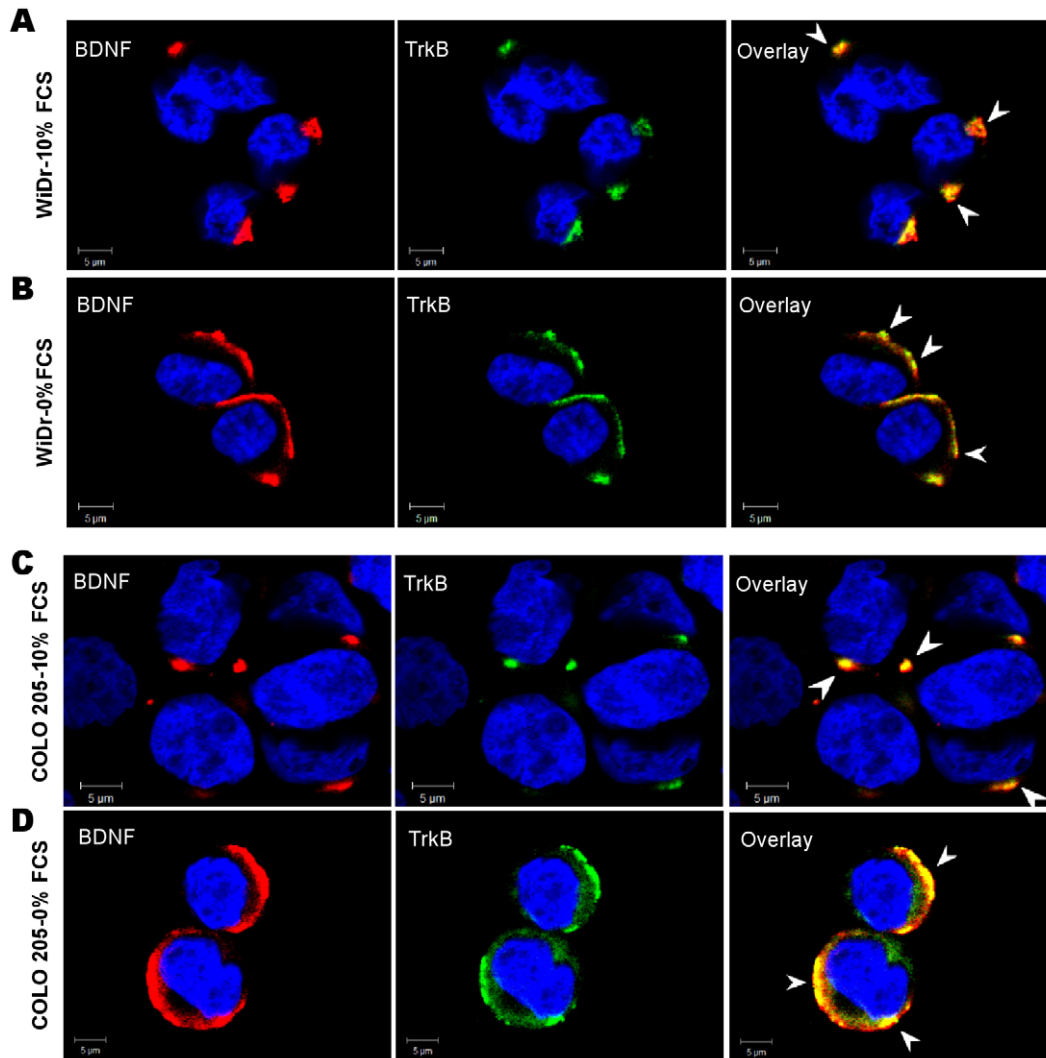 A
WiDr-10% FCS
BDNF
TrkB
Overlay
5 µm
5 µm
5 µm
B
WiDr-0%FCS
BDNF
TrkB
Overlay
5 µm
5 µm
5 µm
C
COLO 205-10% FCS
BDNF
TrkB
Overlay
5 µm
5 µm
5 µm
D
COLO 205-0% FCS
BDNF
TrkB
Overlay
5 µm
5 µm
5 µm